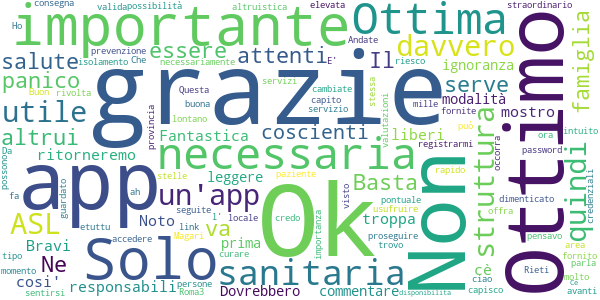 consegna
valida
possibilità
altruistica
elevata
straordinario
Ho
importante
Ottima
prevenzione
Che
necessariamente
Andate
E'
Ottimo
famiglia
isolamento
riesco
salute
essere
attenti
Il
davvero
ignoranza
panico
Buon
rivolta
grazie
servizi
cambiate
stessa
serve
modalità
Questa
buona
capito
mille
fornite
mostro
utile
servizio
valutazioni
può
intuito
altrui
provincia
lontano
Fantastica
coscienti
liberi
registrarmi
ora
ritorneremo
necessaria
struttura
occorra
password
quindi
Da
possono
stelle
app
leggere
paziente
Basta
rapido
dimenticato
credenziali
fa
guardato
un'app
Ok
visto
troppa
pontuale
usufruire
Non
offra
ASL
ah
Noto
va
l'
proseguire
cè
pensavo
seguite
link
locale
credo
importanza
trovo
etuttu
Bravi
Ne
Solo
prima
area
accedere
Magari
curare
sanitaria
ciao
Rieti
fornito
tipo
cosi'
parla
momento
responsabili
persone
Dovrebbero
commentare
capisco
molto
ce
sentirsi
Roma3
disponibilità
avanti